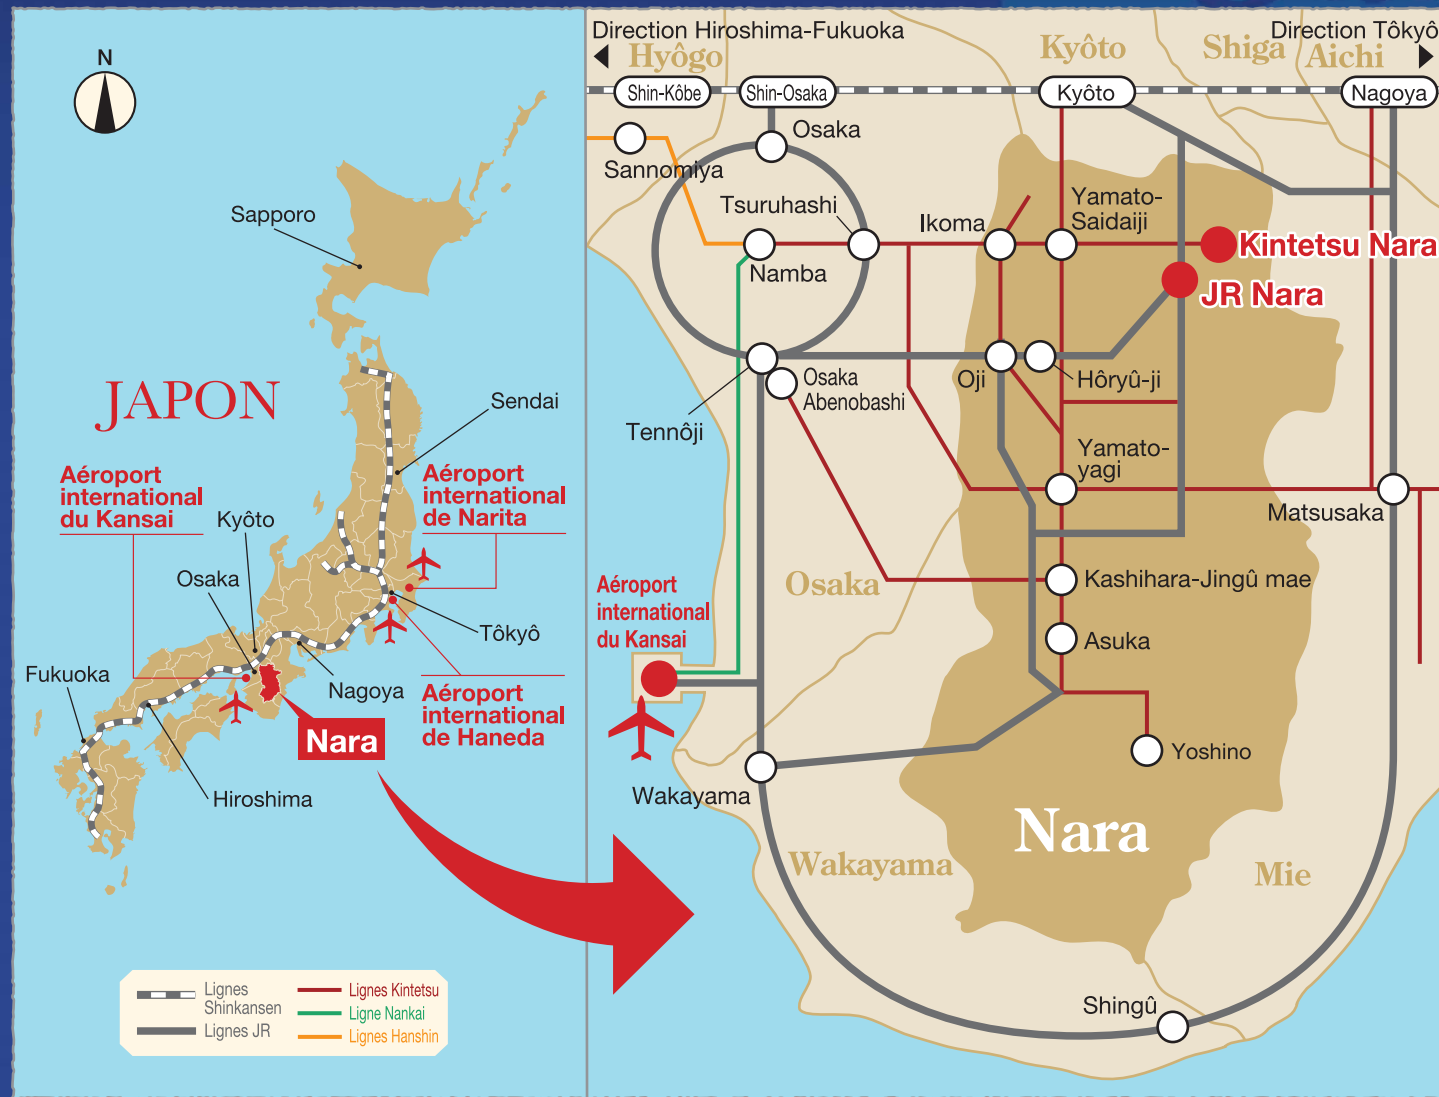 N
Sapporo
JAPON
Sendai
Aéroport
international
du Kansai
Aéroport
international
de Narita
Kyôto
Osaka
Tôkyô
Fukuoka
Nagoya
Aéroport
international
de Haneda
Nara
Hiroshima
Lignes
Shinkansen
Lignes JR
Lignes Kintetsu
Ligne Nankai
Lignes Hanshin
Direction Hiroshima-Fukuoka
Direction Tôkyô
Hyôgo
Kyôto
Shiga
Aichi
Shin-Kôbe
Shin-Osaka
Kyôto
Nagoya
Osaka
Sannomiya
Tsuruhashi
Ikoma
Yamato-
Saidaiji
Kintetsu Nara
Namba
JR Nara
Osaka
Abenobashi
Oji
Hôryû-ji
Tennôji
Yamato-
yagi
Matsusaka
Aéroport
international
du Kansai
Osaka
Kashihara-Jingû mae
Asuka
Yoshino
Wakayama
Nara
Wakayama
Mie
Shingû